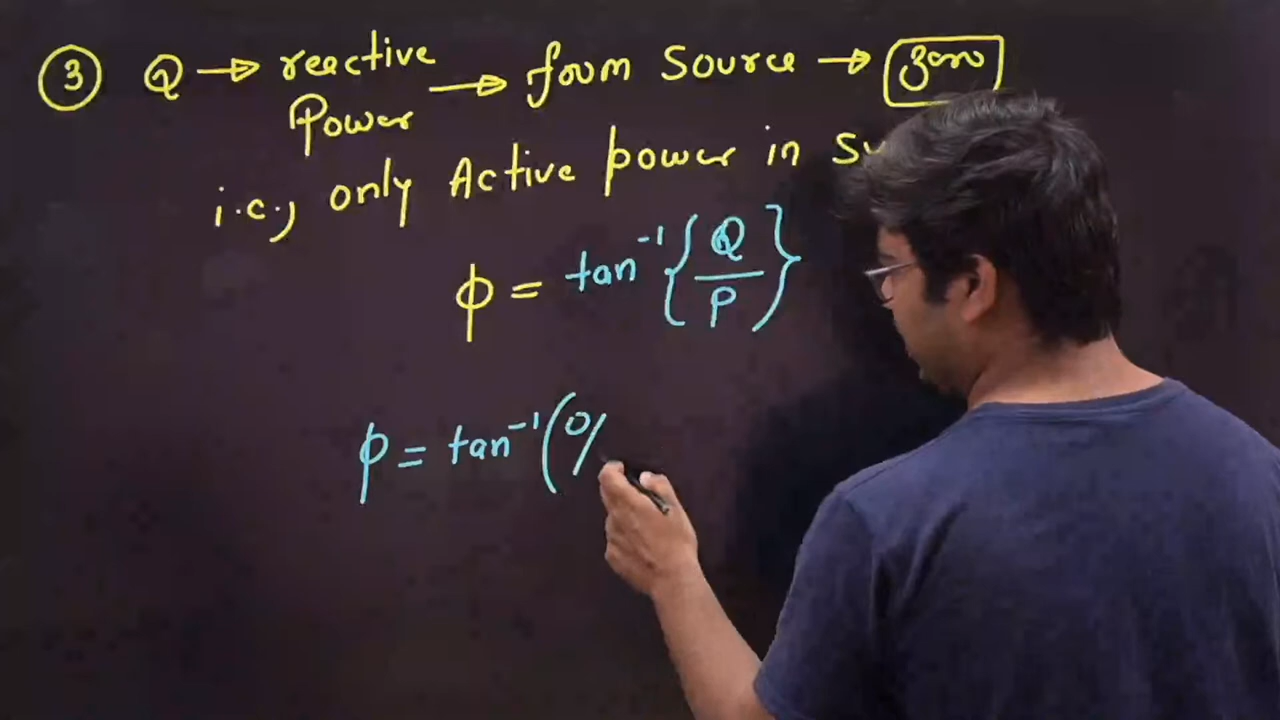 ③ Q → reactive Power → from Source → zero
i.e., only Active power in
ϕ = tan⁻¹ { Q / P }
ϕ = tan⁻¹ ( 0 /